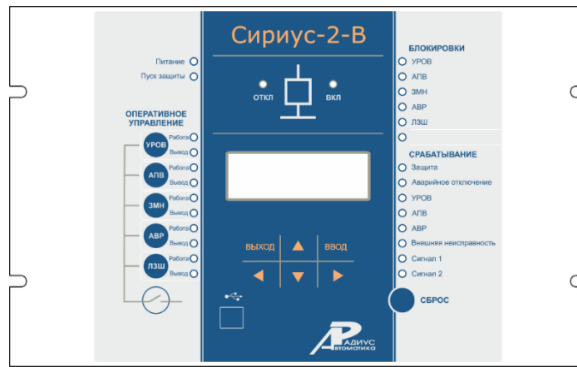 Сириус-2-В
Питание
Пуск защиты
ОТКЛ
ВКЛ
ОПЕРАТИВНОЕ
УПРАВЛЕНИЕ
УРОВ
Работа
Вывод
АПВ
Работа
Вывод
ЗМН
Работа
Вывод
АВР
Работа
Вывод
ЛЗШ
Работа
Вывод
ВЫХОД
ВВОД
РАДИУС
Автоматика
БЛОКИРОВКИ
УРОВ
АПВ
ЗМН
АВР
ЛЗШ
СРАБАТЫВАНИЕ
Защита
Аварийное отключение
УРОВ
АПВ
АВР
Внешняя неисправность
Сигнал 1
Сигнал 2
СБРОС